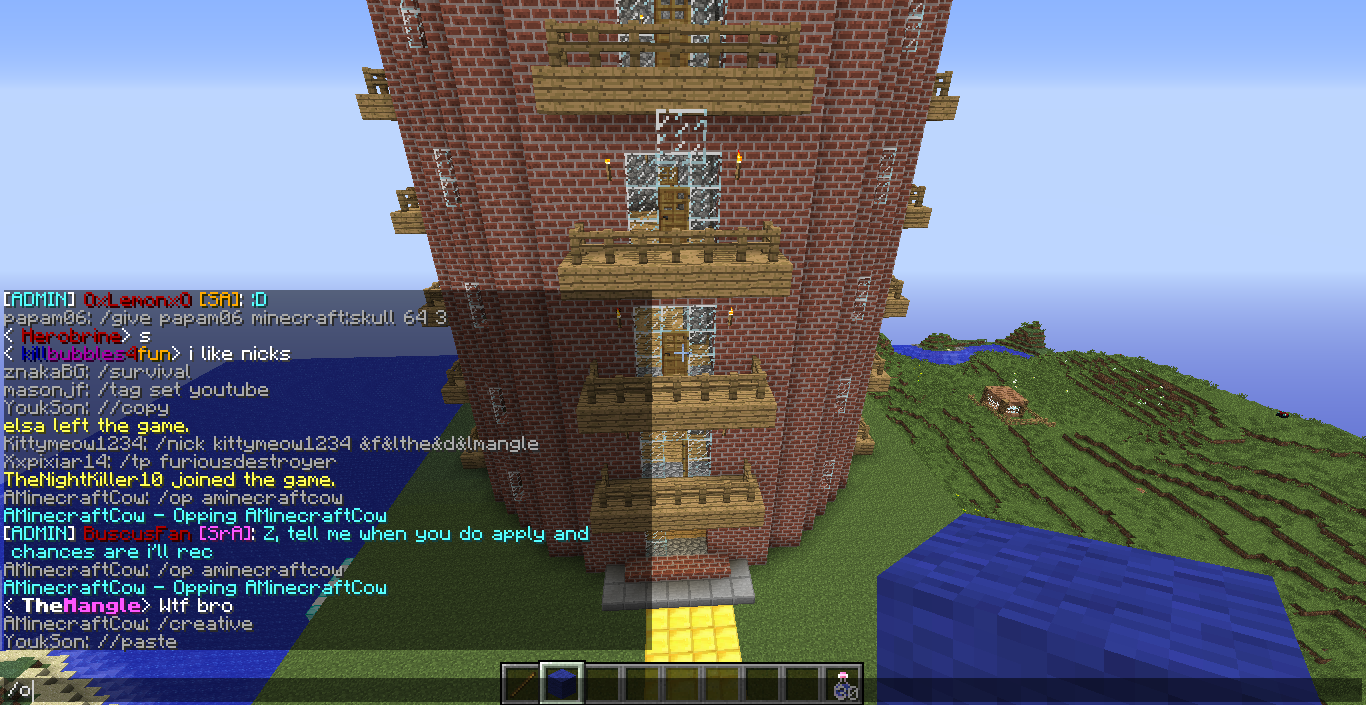 [ADMIN] OxLemonxO [SA]: :D
papam06: /give papam06 minecraft:skull 64 3
< Herobrine> s
< killbubbles4fun> i like nicks
znakaBG: /survival
mason.jf: /tag set youtube
YoukSon: //copy
elsa left the game.
Kittymeow1234: /nick kittymeow1234 &f&lthe&d&lmangle
Xxpixiar14: /tp furiousdestroyer
TheNightKiller10 joined the game.
AMinecraftCow: /op aminecraftcow
AMinecraftCow - Opping AMinecraftCow
[ADMIN] BuscusFan [SrA]: Z, tell me when you do apply and
chances are i'll rec
AMinecraftCow: /op aminecraftcow
AMinecraftCow - Opping AMinecraftCow
< TheMangle> Wtf bro
AMinecraftCow: /creative
YoukSon: //paste
/o